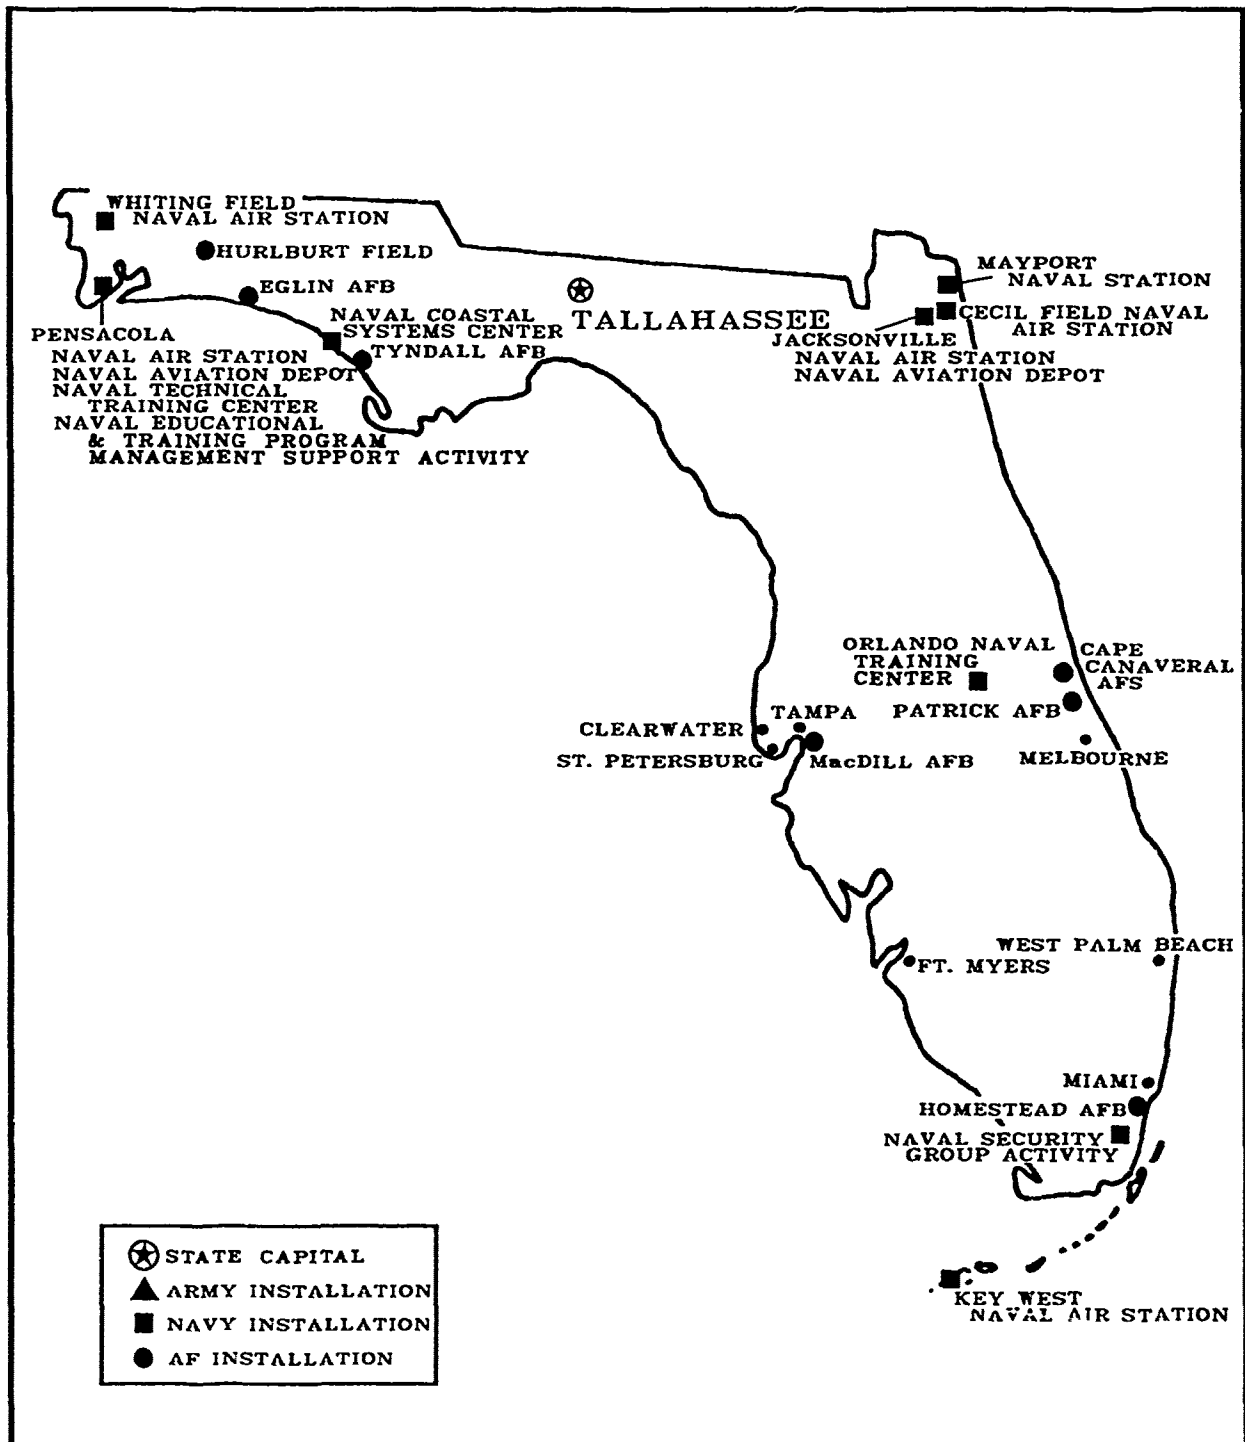 WHITING FIELD
NAVAL AIR STATION
HURLBURT FIELD
EGLIN AFB
NAVAL COASTAL
SYSTEMS CENTER
TYNDALL AFB
PENSACOLA
NAVAL AIR STATION
NAVAL AVIATION DEPOT
NAVAL TECHNICAL
TRAINING CENTER
NAVAL EDUCATIONAL
& TRAINING PROGRAM
MANAGEMENT SUPPORT ACTIVITY
TALLAHASSEE
MAYPORT
NAVAL STATION
CECIL FIELD NAVAL
AIR STATION
JACKSONVILLE
NAVAL AIR STATION
NAVAL AVIATION DEPOT
ORLANDO NAVAL
TRAINING
CENTER
CAPE
CANAVERAL
AFS
PATRICK AFB
CLEARWATER
TAMPA
ST. PETERSBURG
MacDILL AFB
MELBOURNE
WEST PALM BEACH
FT. MYERS
MIAMI
HOMESTEAD AFB
NAVAL SECURITY
GROUP ACTIVITY
KEY WEST
NAVAL AIR STATION
STATE CAPITAL
ARMY INSTALLATION
NAVY INSTALLATION
AF INSTALLATION